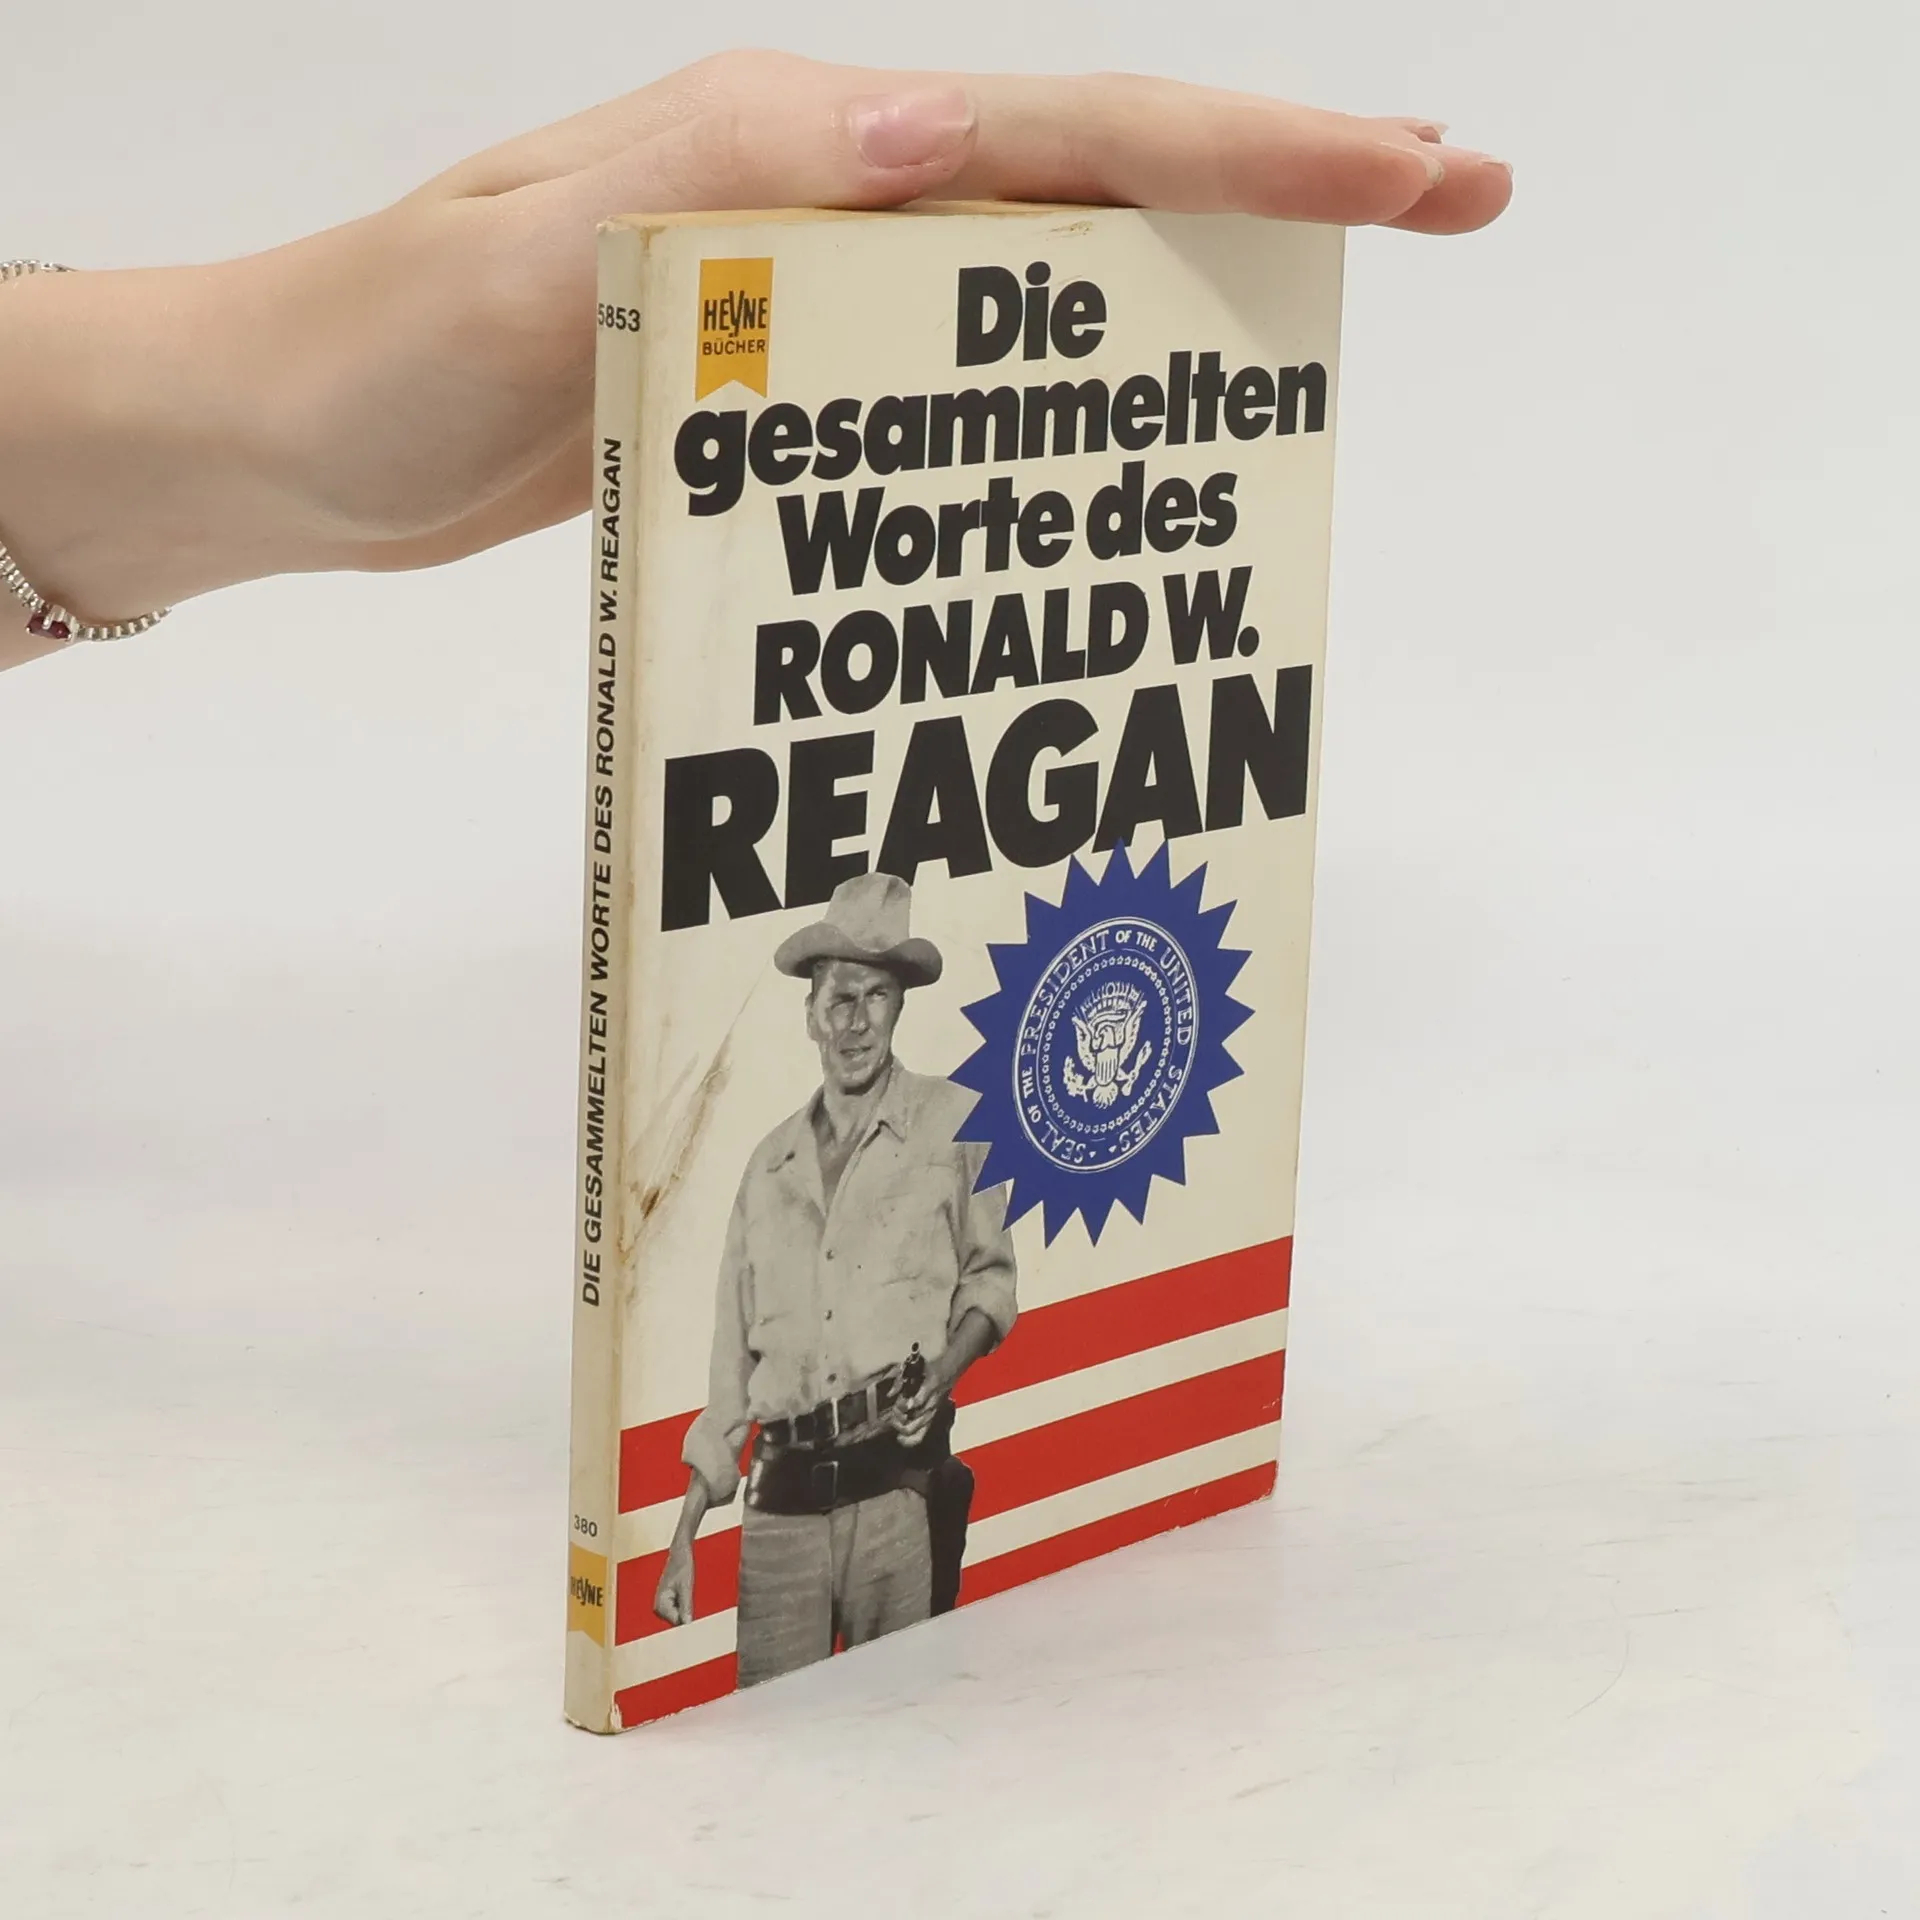 HEYNE
BÜCHER
Die
gesammelten
Worte des
RONALD W.
REAGAN
SEAL OF THE PRESIDENT OF THE UNITED STATES
5853
DIE GESAMMELTEN WORTE DES RONALD W. REAGAN
380
HEYNE